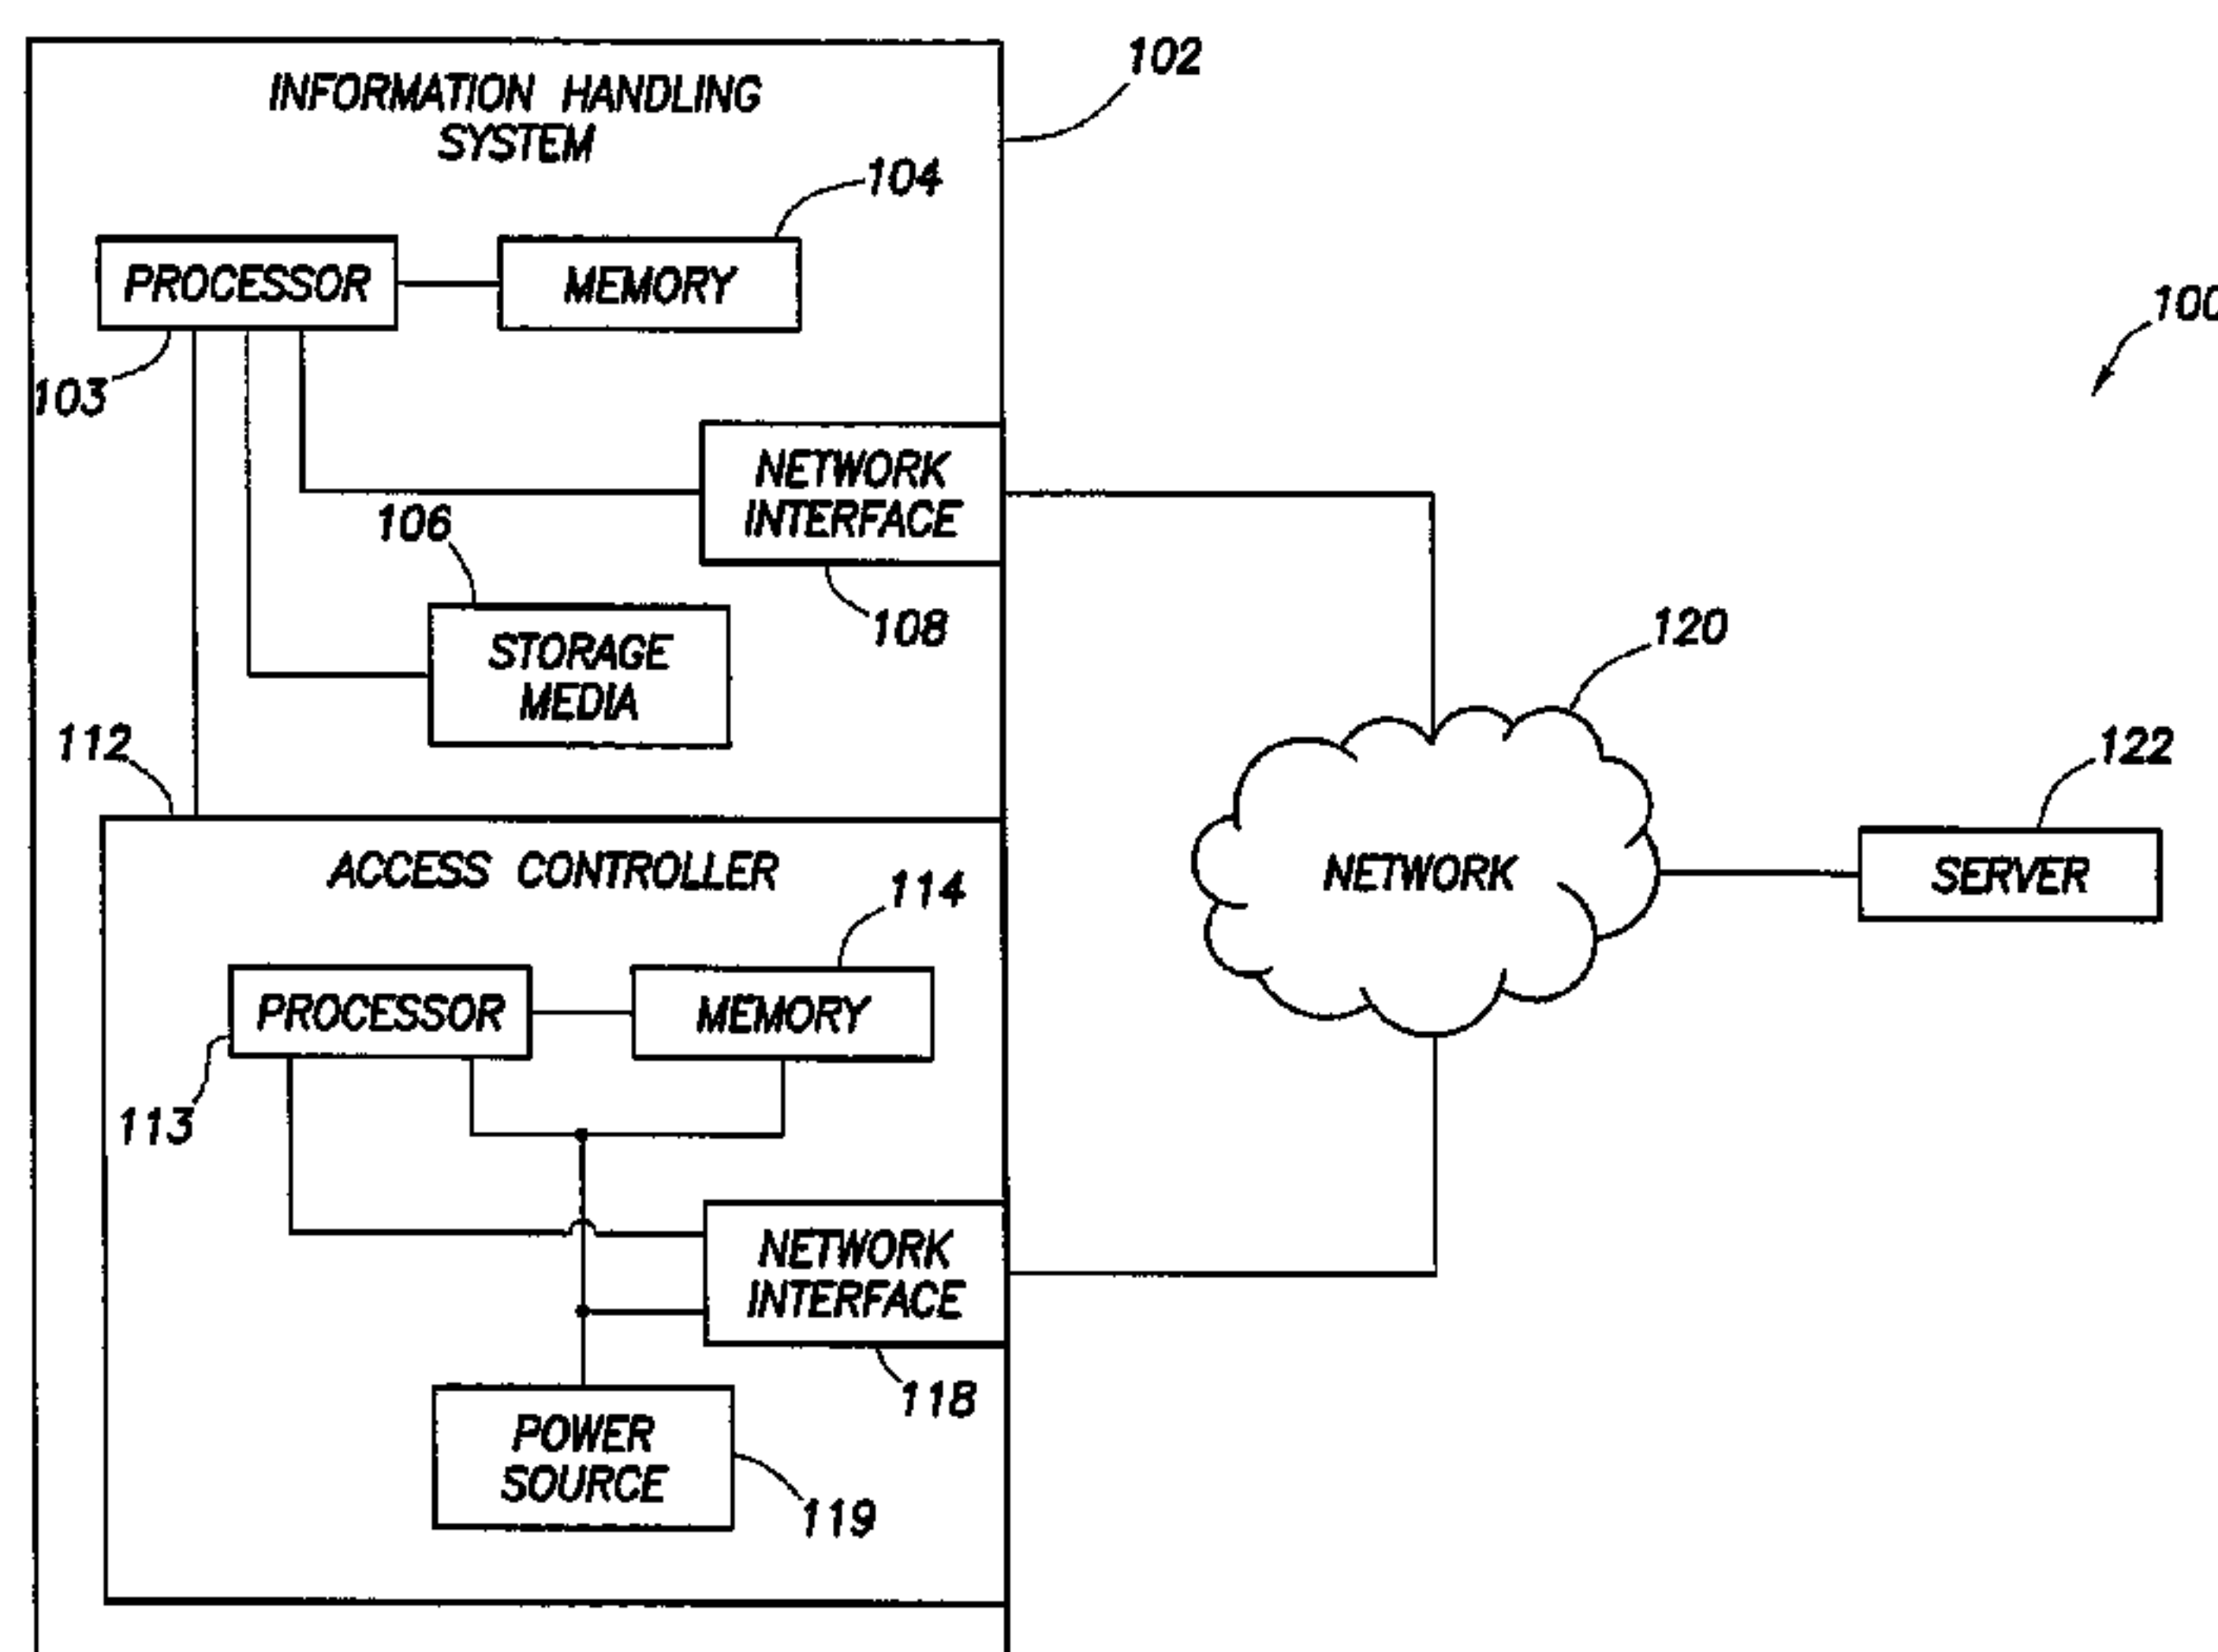 INFORMATION HANDLING
SYSTEM
102
104
PROCESSOR
MEMORY
100
103
NETWORK
INTERFACE
106
108
STORAGE
MEDIA
120
112
122
ACCESS CONTROLLER
114
NETWORK
SERVER
PROCESSOR
MEMORY
113
NETWORK
INTERFACE
118
POWER
SOURCE
119